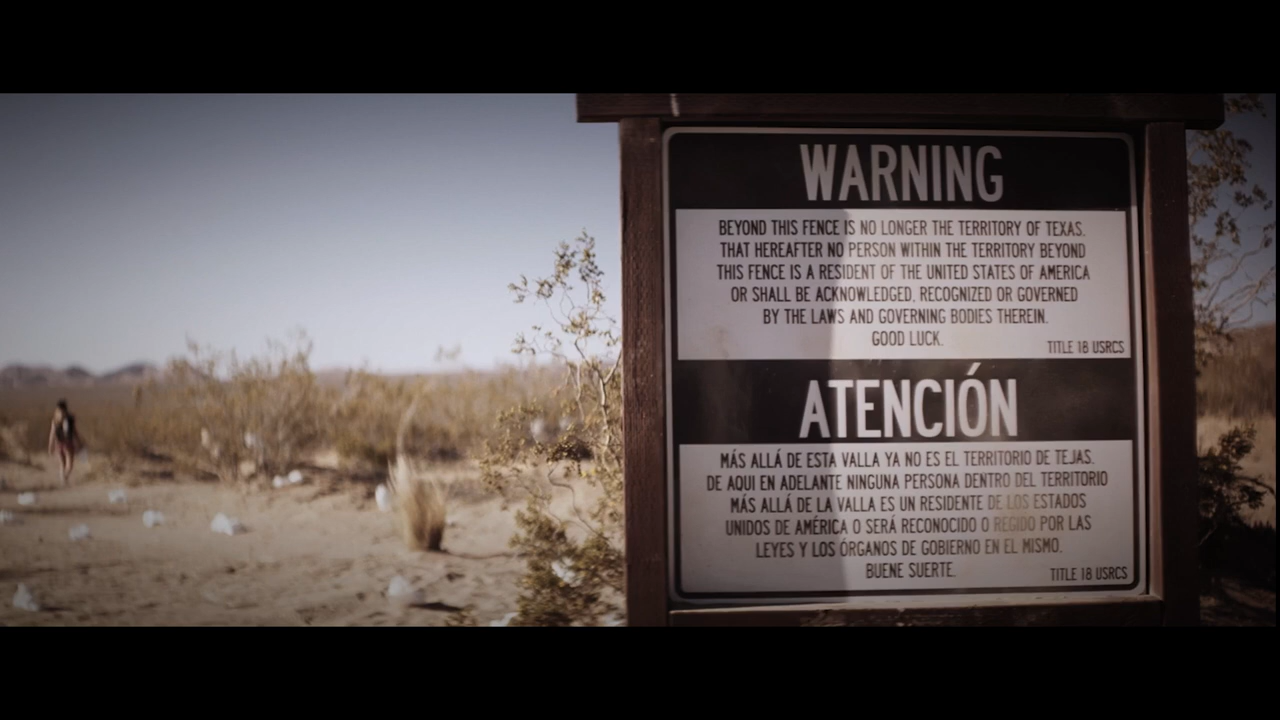 WARNING
BEYOND THIS FENCE IS NO LONGER THE TERRITORY OF TEXAS.
THAT HEREAFTER NO PERSON WITHIN THE TERRITORY BEYOND
THIS FENCE IS A RESIDENT OF THE UNITED STATES OF AMERICA
OR SHALL BE ACKNOWLEDGED, RECOGNIZED OR GOVERNED
BY THE LAWS AND GOVERNING BODIES THEREIN.
GOOD LUCK.
TITLE 18 USRCS
ATENCIÓN
MÁS ALLÁ DE ESTA VALLA YA NO ES EL TERRITORIO DE TEJAS.
DE AQUI EN ADELANTE NINGUNA PERSONA DENTRO DEL TERRITORIO
MÁS ALLÁ DE LA VALLA ES UN RESIDENTE DE LOS ESTADOS
UNIDOS DE AMÉRICA O SERÁ RECONOCIDO O REGIDO POR LAS
LEYES Y LOS ÓRGANOS DE GOBIERNO EN EL MISMO.
BUENE SUERTE.
TITLE 18 USRCS